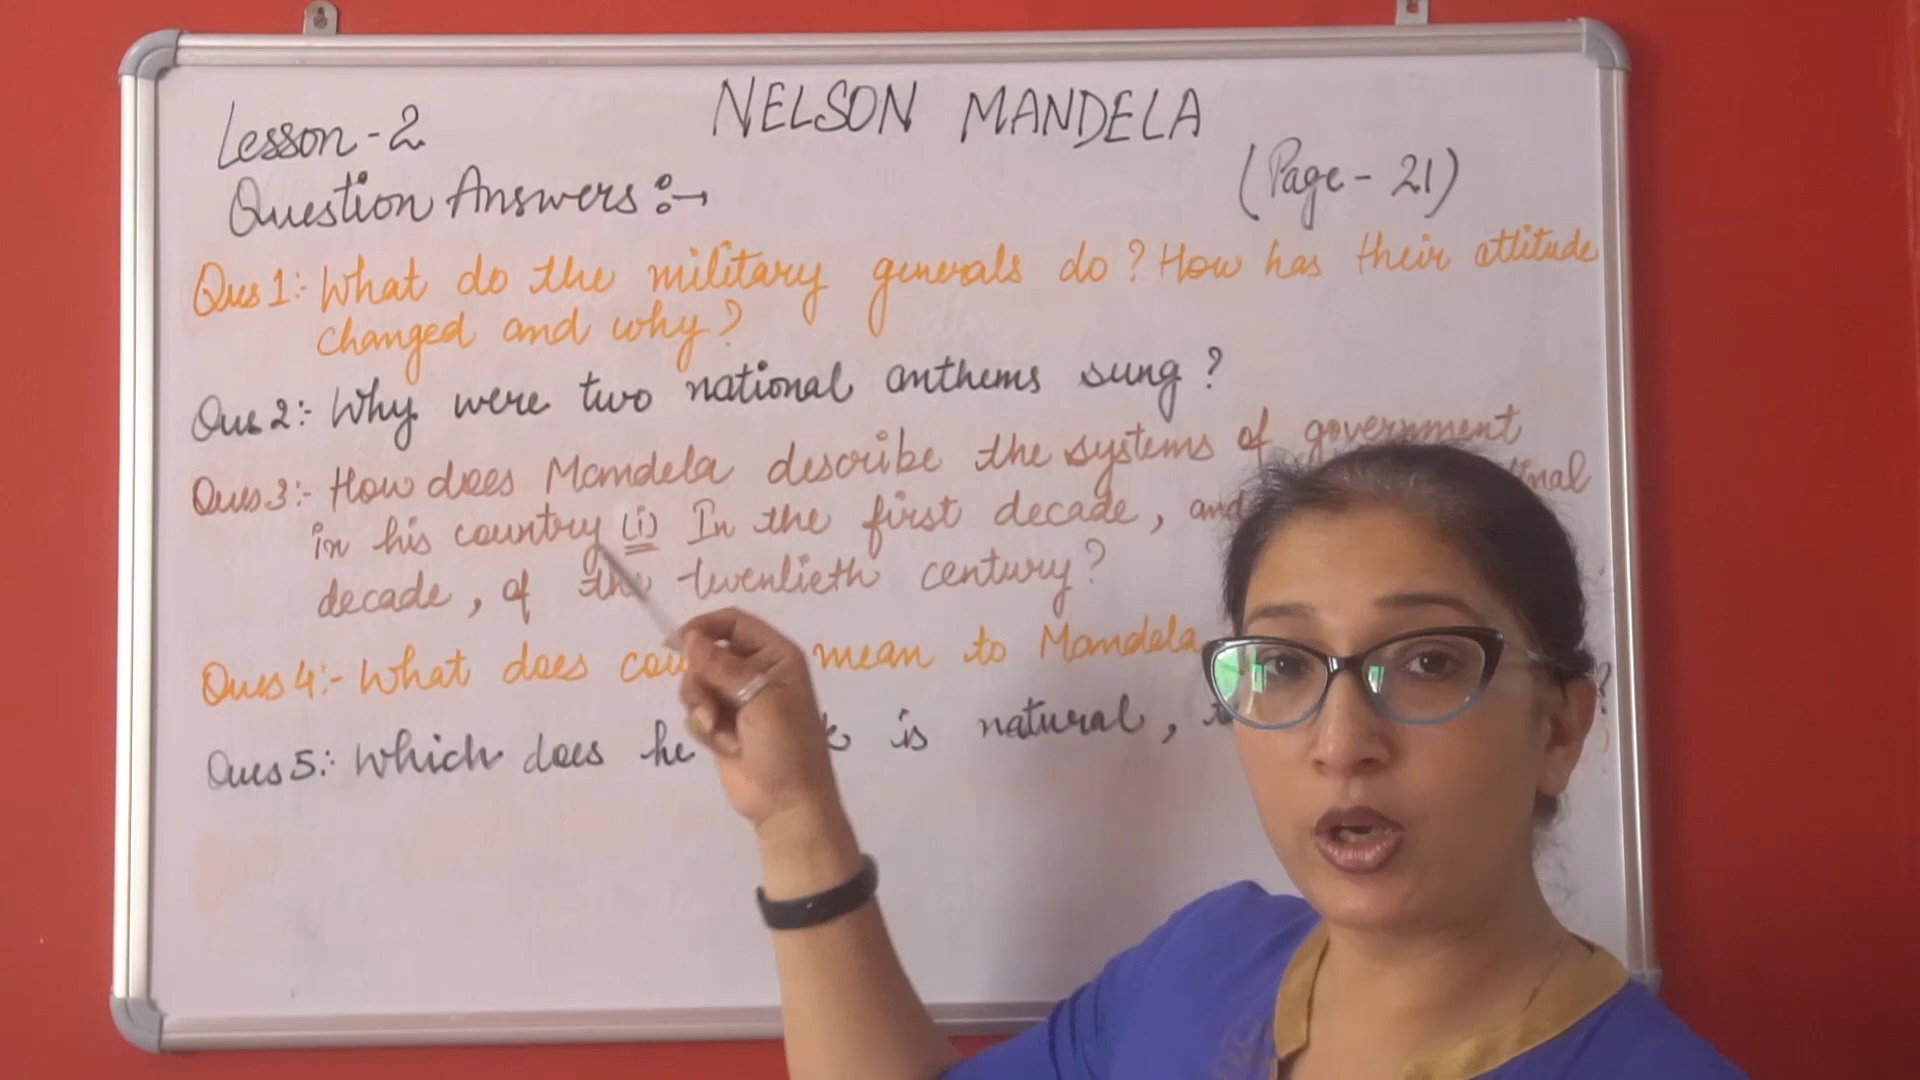 NELSON MANDELA
Lesson-2
(Page-21)
Question Answers:→
Ques 1:- What do the military generals do? How has their attitude
changed and why?
Ques 2:- Why were two national anthems sung?
Ques 3:- How does Mandela describe the systems of government
in his country (i) In the first decade, and
decade, of the twentieth century?
Ques 4:- What does mean to Mandela
Ques 5:- Which does he is natural, ?